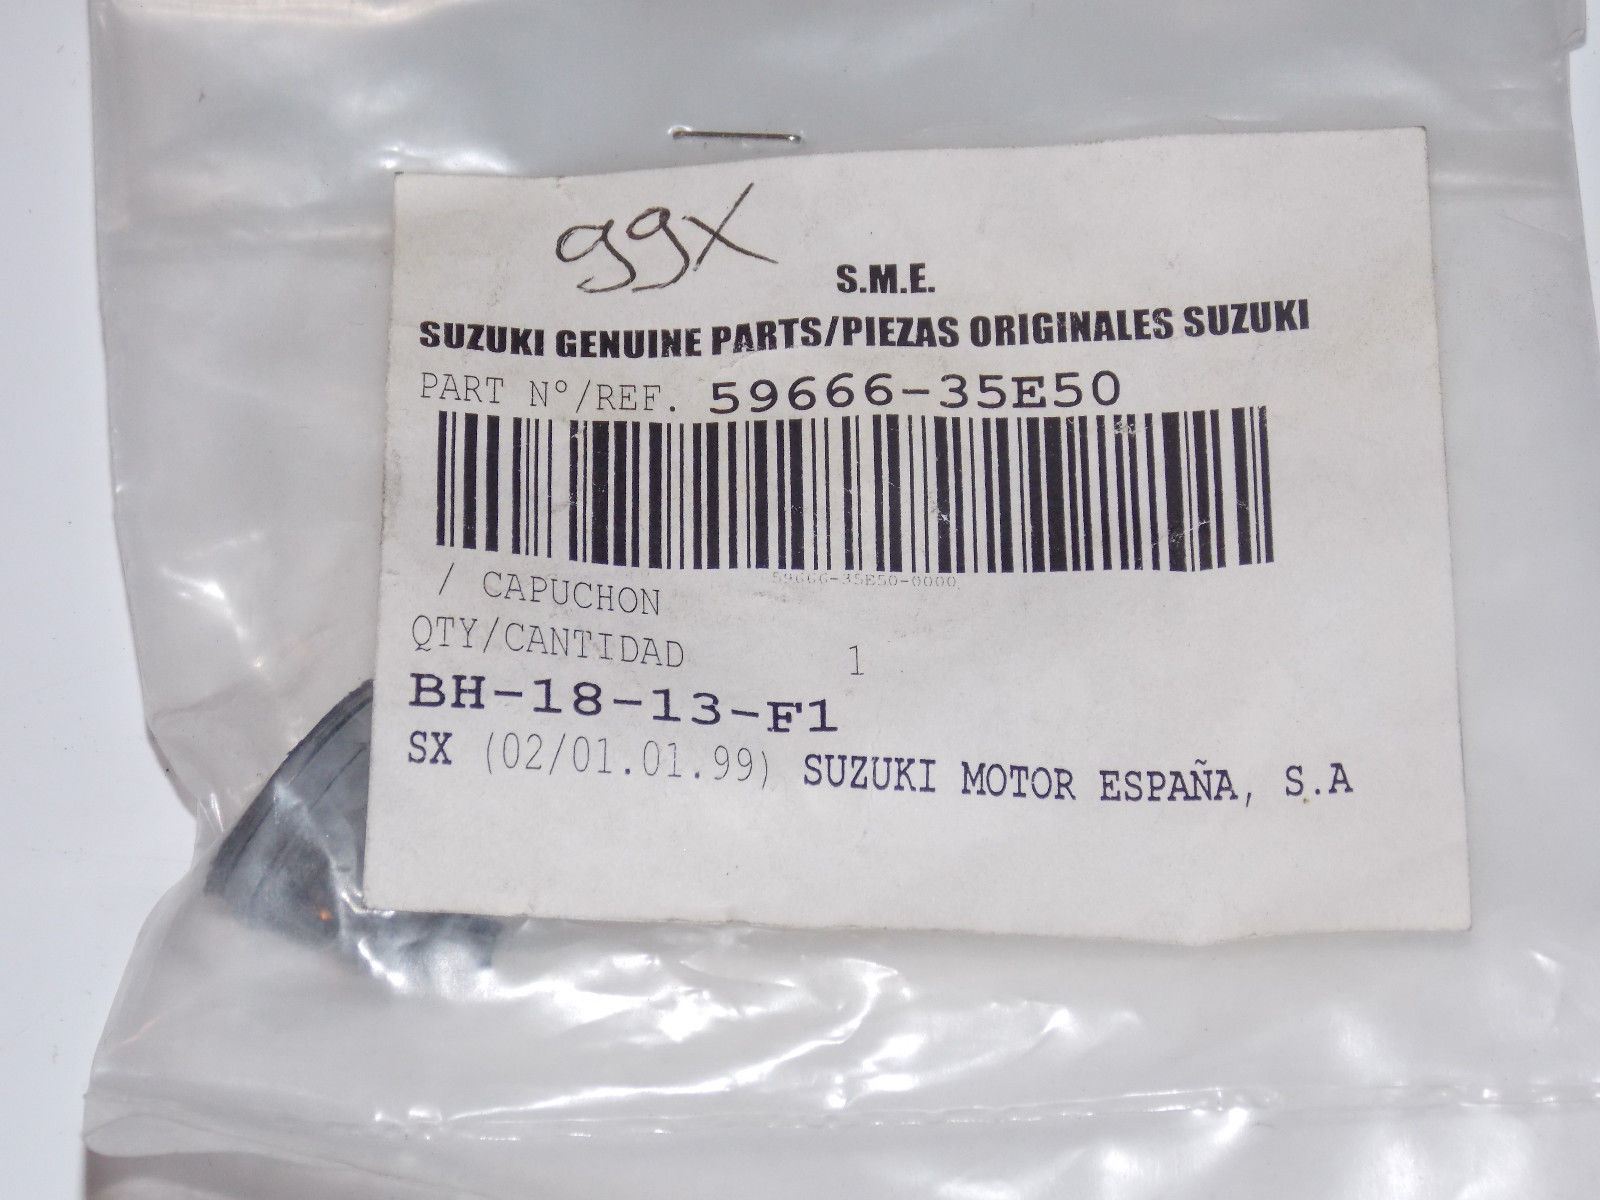 99X
S.M.E.
SUZUKI GENUINE PARTS/PIEZAS ORIGINALES SUZUKI
PART N°/REF. 59666-35E50
59666-35E50-0000
/ CAPUCHON
QTY/CANTIDAD 1
BH-18-13-F1
SX (02/01.01.99) SUZUKI MOTOR ESPAÑA, S.A